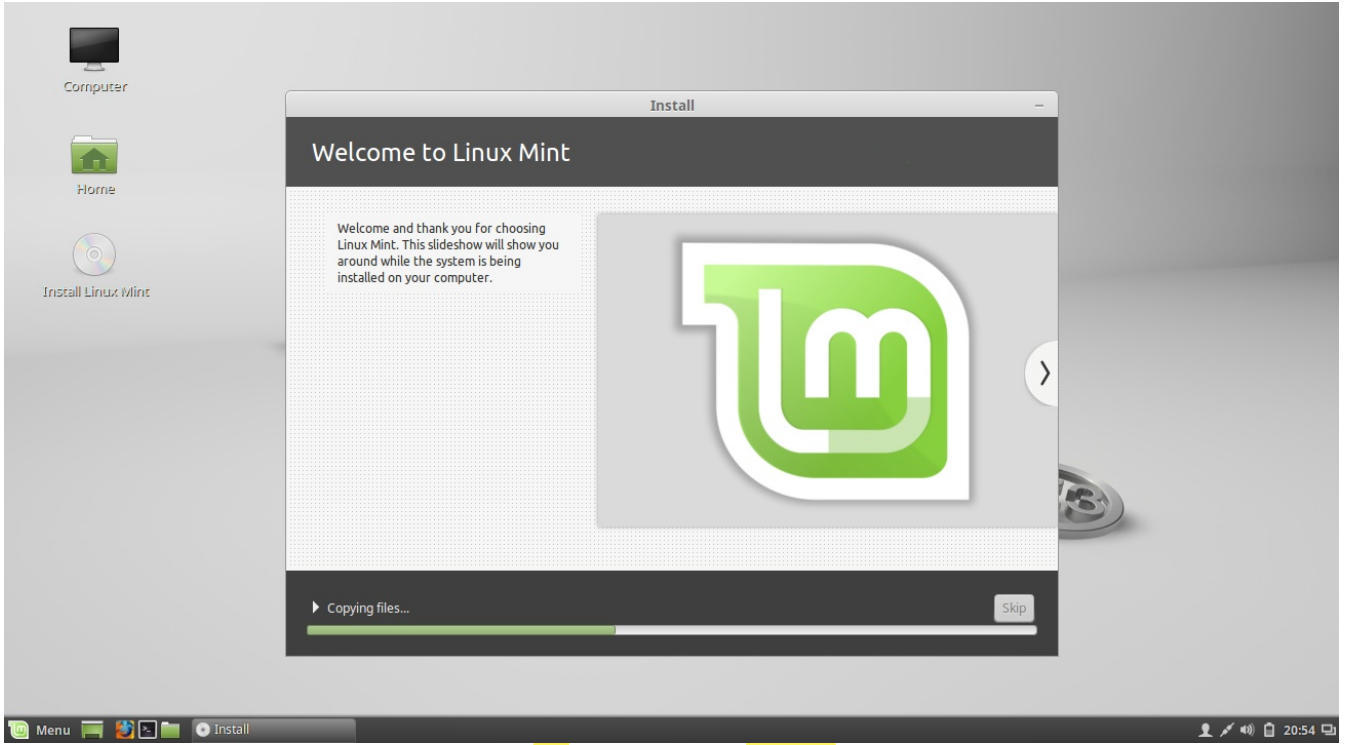 Computer
Home
Install Linux Mint
Install
Welcome to Linux Mint
Welcome and thank you for choosing
Linux Mint. This slideshow will show you
around while the system is being
installed on your computer.
Copying files...
Skip
Menu
Install
20:54